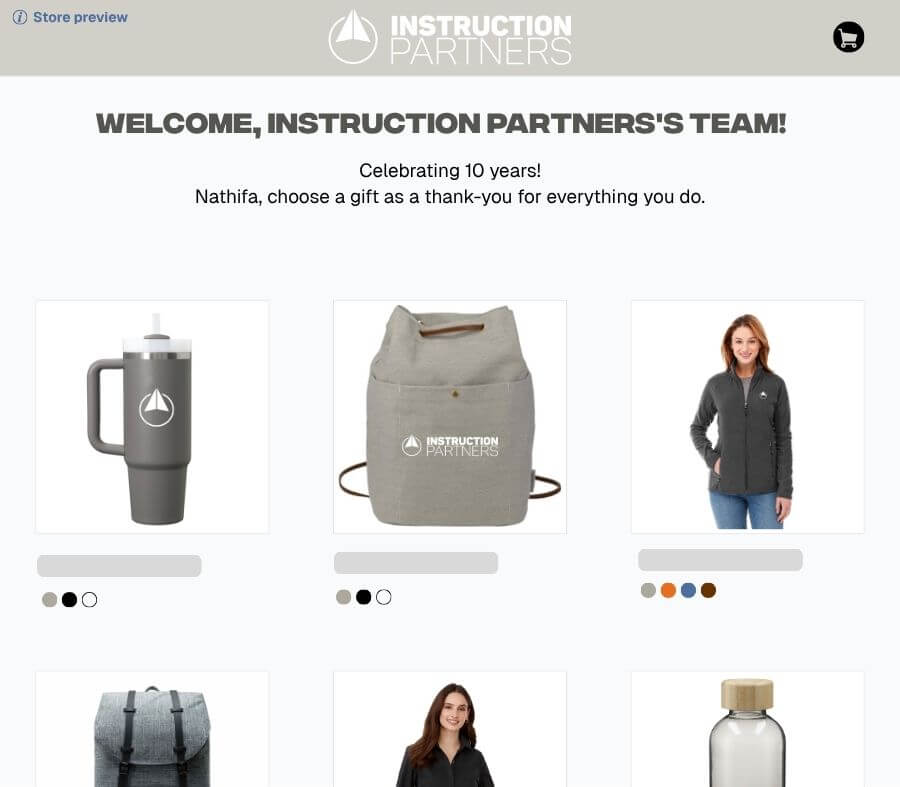 Store preview
INSTRUCTION
PARTNERS
WELCOME, INSTRUCTION PARTNERS'S TEAM!
Celebrating 10 years!
Nathifa, choose a gift as a thank-you for everything you do.
INSTRUCTION
PARTNERS